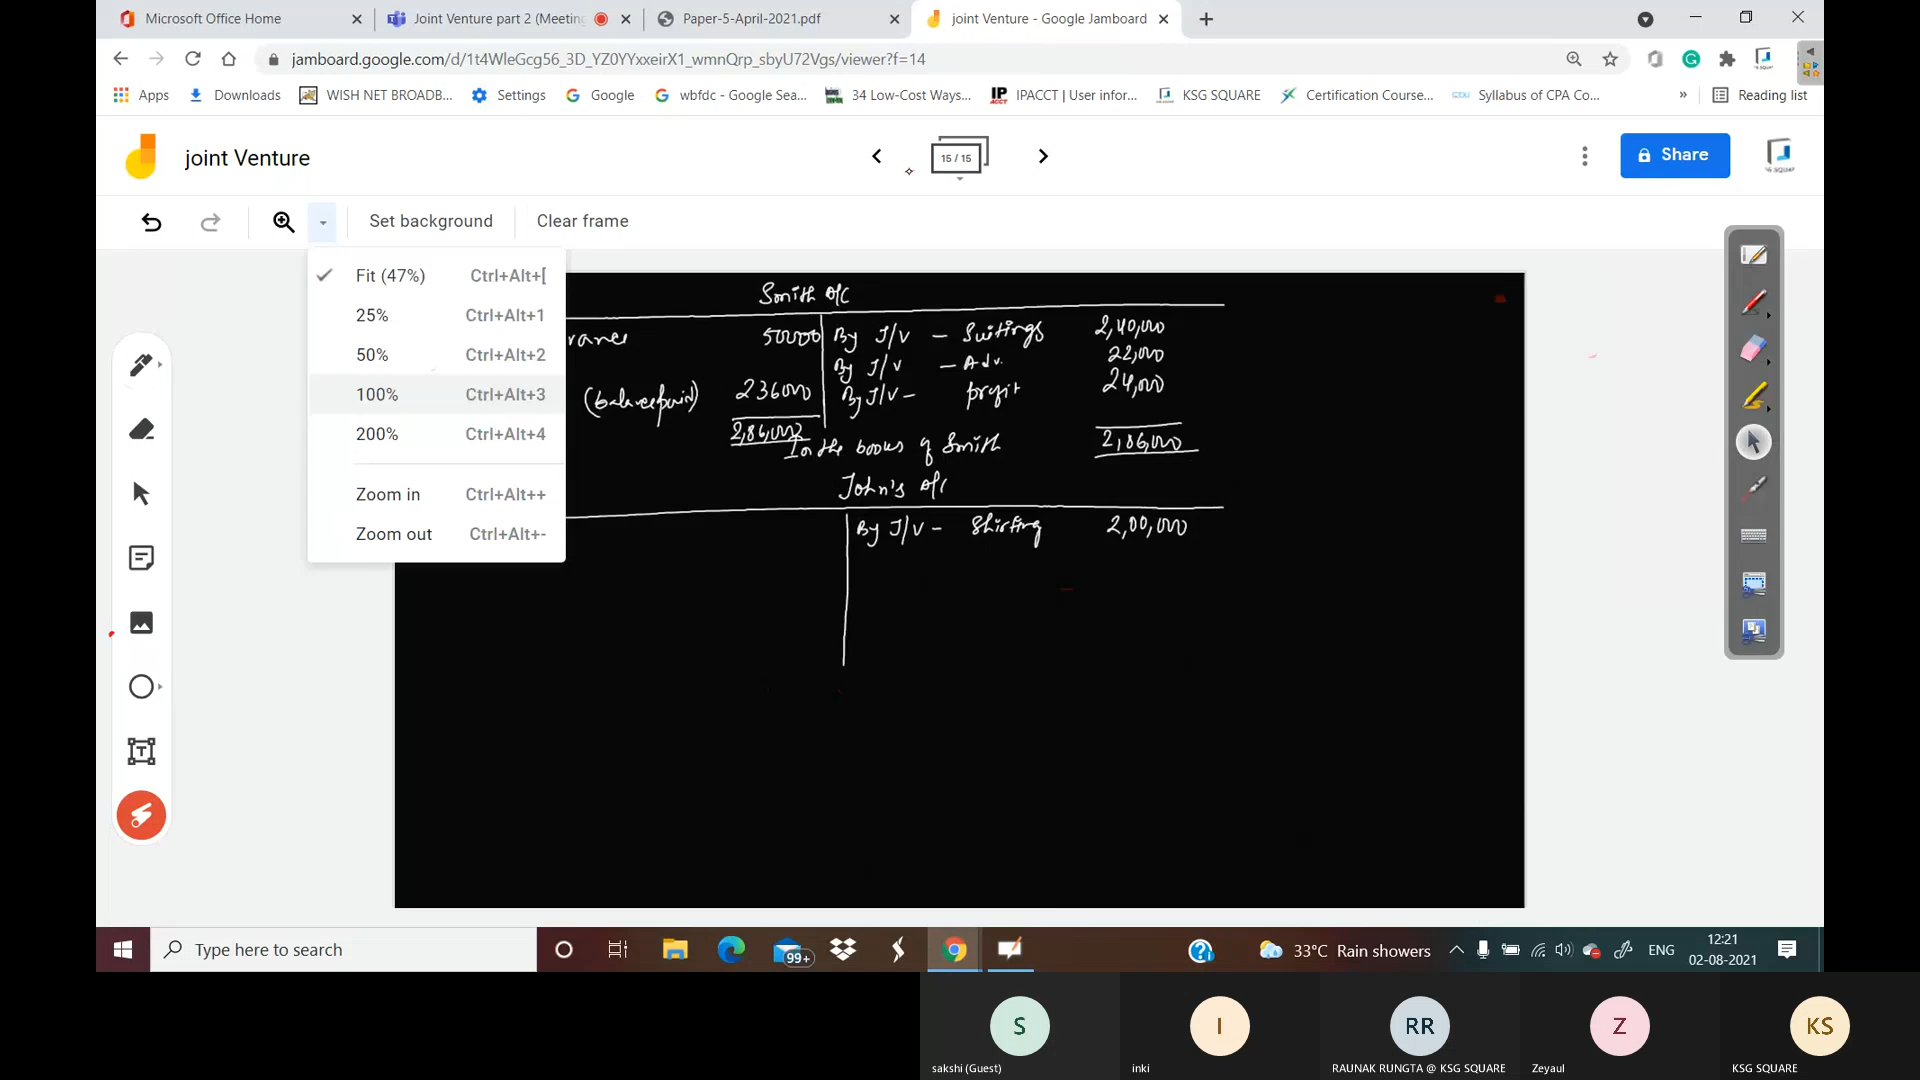 Microsoft Office Home
Joint Venture part 2 (Meetin
Paper-5-April-2021.pdf
joint Venture - Google Jamboard
jamboard.google.com/d/1t4WleGcg56_3D_YZ0YYxxeirX1_wmnQrp_sbyU72Vgs/viewer?f=14
Apps
Downloads
WISH NET BROADB...
Settings
Google
wbfdc - Google Sea...
34 Low-Cost Ways...
IPACCT | User infor...
KSG SQUARE
Certification Course...
Syllabus of CPA Co...
»
Reading list
joint Venture
15 / 15
Share
Set background
Clear frame
Fit (47%) Ctrl+Alt+[
25% Ctrl+Alt+1
50% Ctrl+Alt+2
100% Ctrl+Alt+3
200% Ctrl+Alt+4
Zoom in Ctrl+Alt++
Zoom out Ctrl+Alt+-
Smith A/C
rance 50000 By J/V - Suitings 2,40,000
By J/V - Adv. 22,000
(balance paid) 236000 By J/V - profit 24,000
2,86,000 2,86,000
In the books of Smith
John's A/C
By J/V - Shirting 2,00,000
Type here to search
99+
33°C Rain showers
ENG
12:21
02-08-2021
S
I
RR
Z
KS
sakshi (Guest)
inki
RAUNAK RUNGTA @ KSG SQUARE
Zeyaul
KSG SQUARE